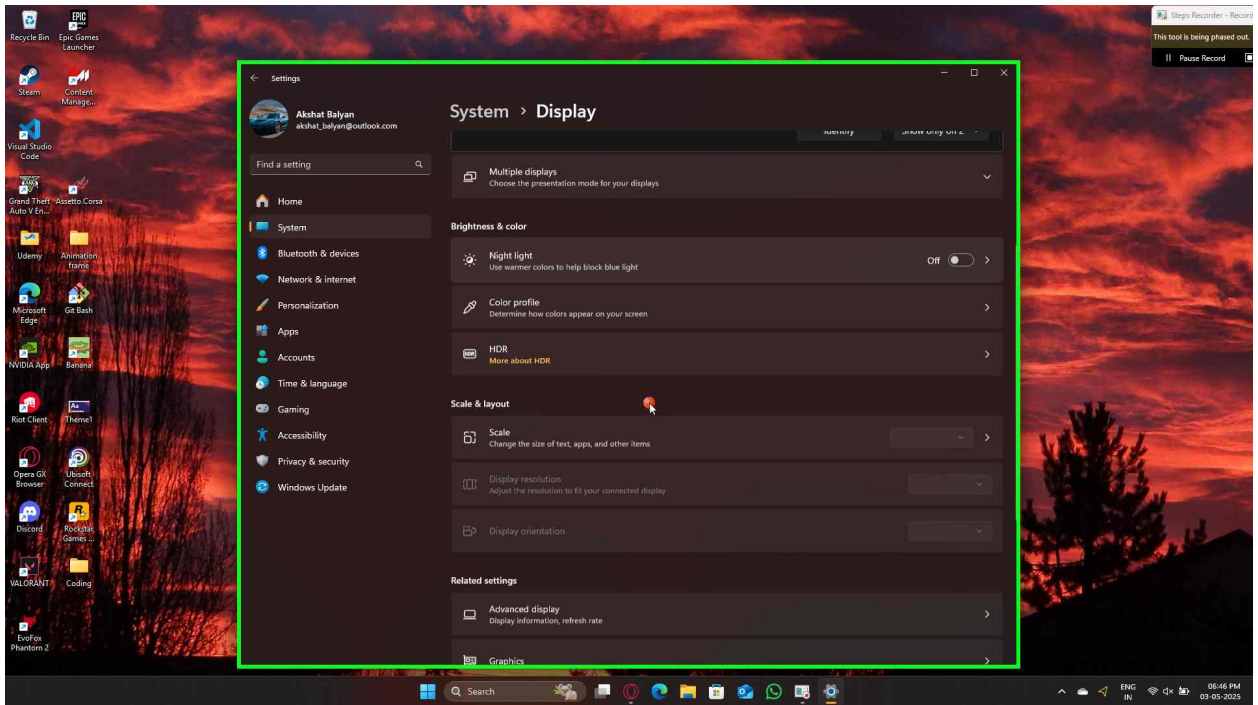 Recycle Bin
Epic Games
Launcher
Steam
Content
Manage...
Visual Studio
Code
Grand Theft
Auto V En...
Assetto Corsa
Udemy
Animation
frame
Microsoft
Edge
Git Bash
NVIDIA App
Banana
Riot Client
Theme1
Opera GX
Browser
Ubisoft
Connect
Discord
Rockstar
Games ...
VALORANT
Coding
EvoFox
Phantom 2
Steps Recorder - Record
This tool is being phased out.
Pause Record
Settings
Akshat Balyan
akshat_balyan@outlook.com
Find a setting
Home
System
Bluetooth & devices
Network & internet
Personalization
Apps
Accounts
Time & language
Gaming
Accessibility
Privacy & security
Windows Update
System > Display
Identify
Show only on 2
Multiple displays
Choose the presentation mode for your displays
Brightness & color
Night light
Use warmer colors to help block blue light
Off
Color profile
Determine how colors appear on your screen
HDR
HDR
More about HDR
Scale & layout
Scale
Change the size of text, apps, and other items
Display resolution
Adjust the resolution to fit your connected display
Display orientation
Related settings
Advanced display
Display information, refresh rate
Graphics
Search
ENG
IN
06:46 PM
03-05-2025